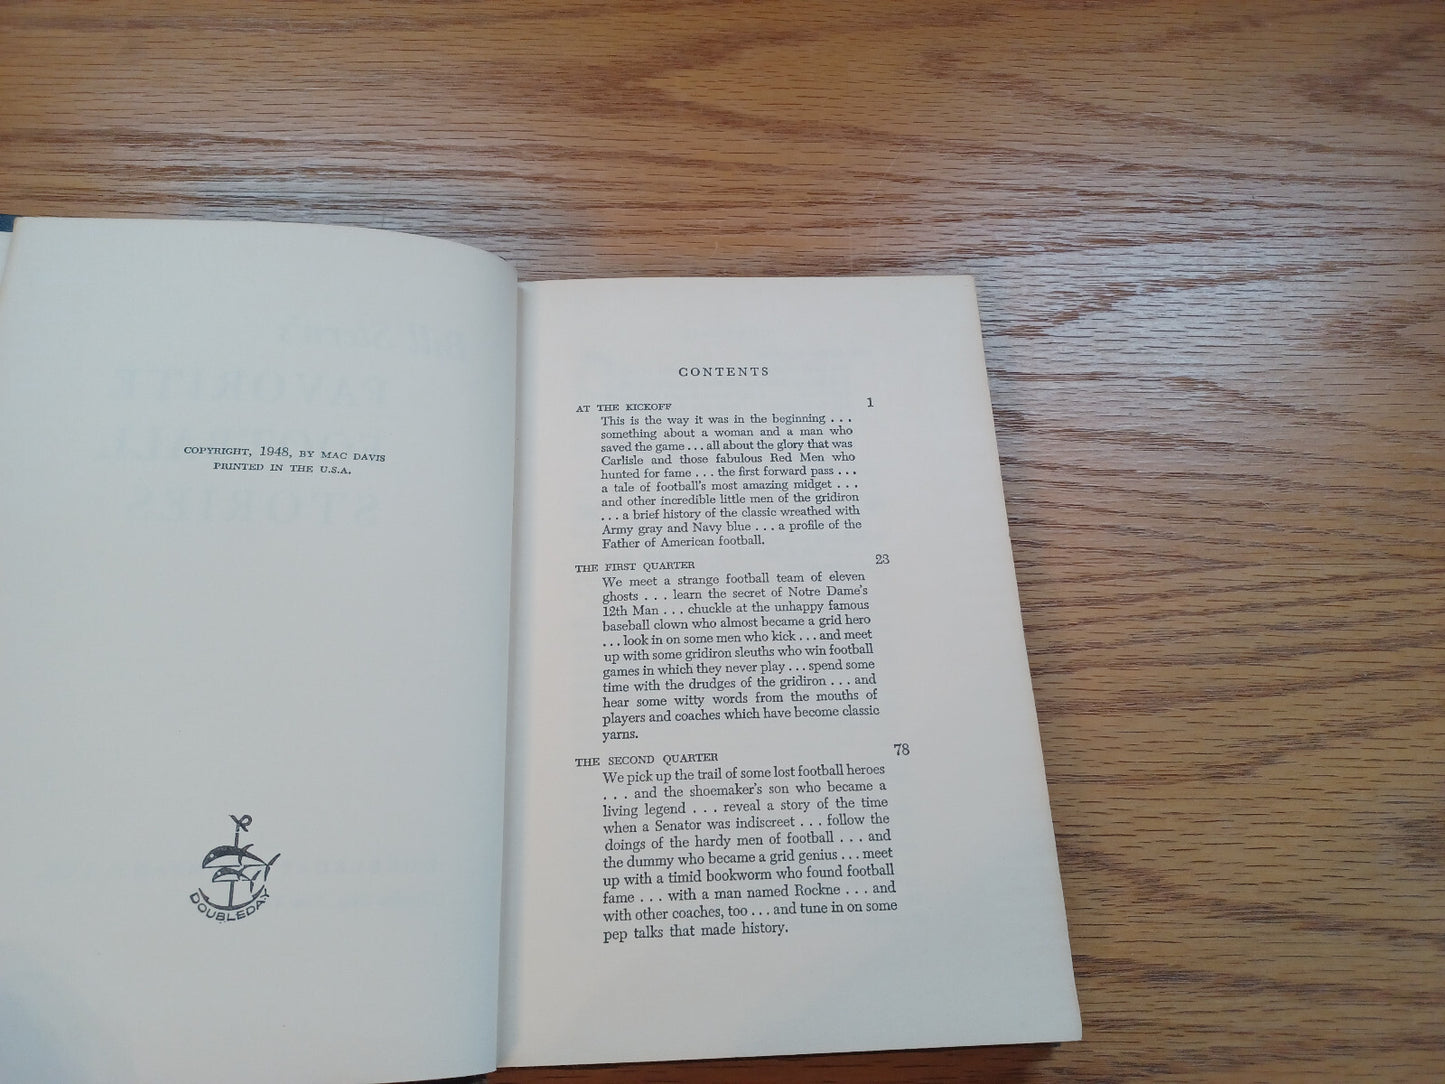 COPYRIGHT, 1948, BY MAC DAVIS
PRINTED IN THE U.S.A.
DOUBLEDAY
CONTENTS
AT THE KICKOFF 1
This is the way it was in the beginning . . .
something about a woman and a man who
saved the game . . . all about the glory that was
Carlisle and those fabulous Red Men who
hunted for fame . . . the first forward pass . . .
a tale of football's most amazing midget . . .
and other incredible little men of the gridiron
. . . a brief history of the classic wreathed with
Army gray and Navy blue . . . a profile of the
Father of American football.
THE FIRST QUARTER 23
We meet a strange football team of eleven
ghosts . . . learn the secret of Notre Dame's
12th Man . . . chuckle at the unhappy famous
baseball clown who almost became a grid hero
. . . look in on some men who kick . . . and meet
up with some gridiron sleuths who win football
games in which they never play . . . spend some
time with the drudges of the gridiron . . . and
hear some witty words from the mouths of
players and coaches which have become classic
yarns.
THE SECOND QUARTER 78
We pick up the trail of some lost football heroes
. . . and the shoemaker's son who became a
living legend . . . reveal a story of the time
when a Senator was indiscreet . . . follow the
doings of the hardy men of football . . . and
the dummy who became a grid genius . . . meet
up with a timid bookworm who found football
fame . . . with a man named Rockne . . . and
with other coaches, too . . . and tune in on some
pep talks that made history.